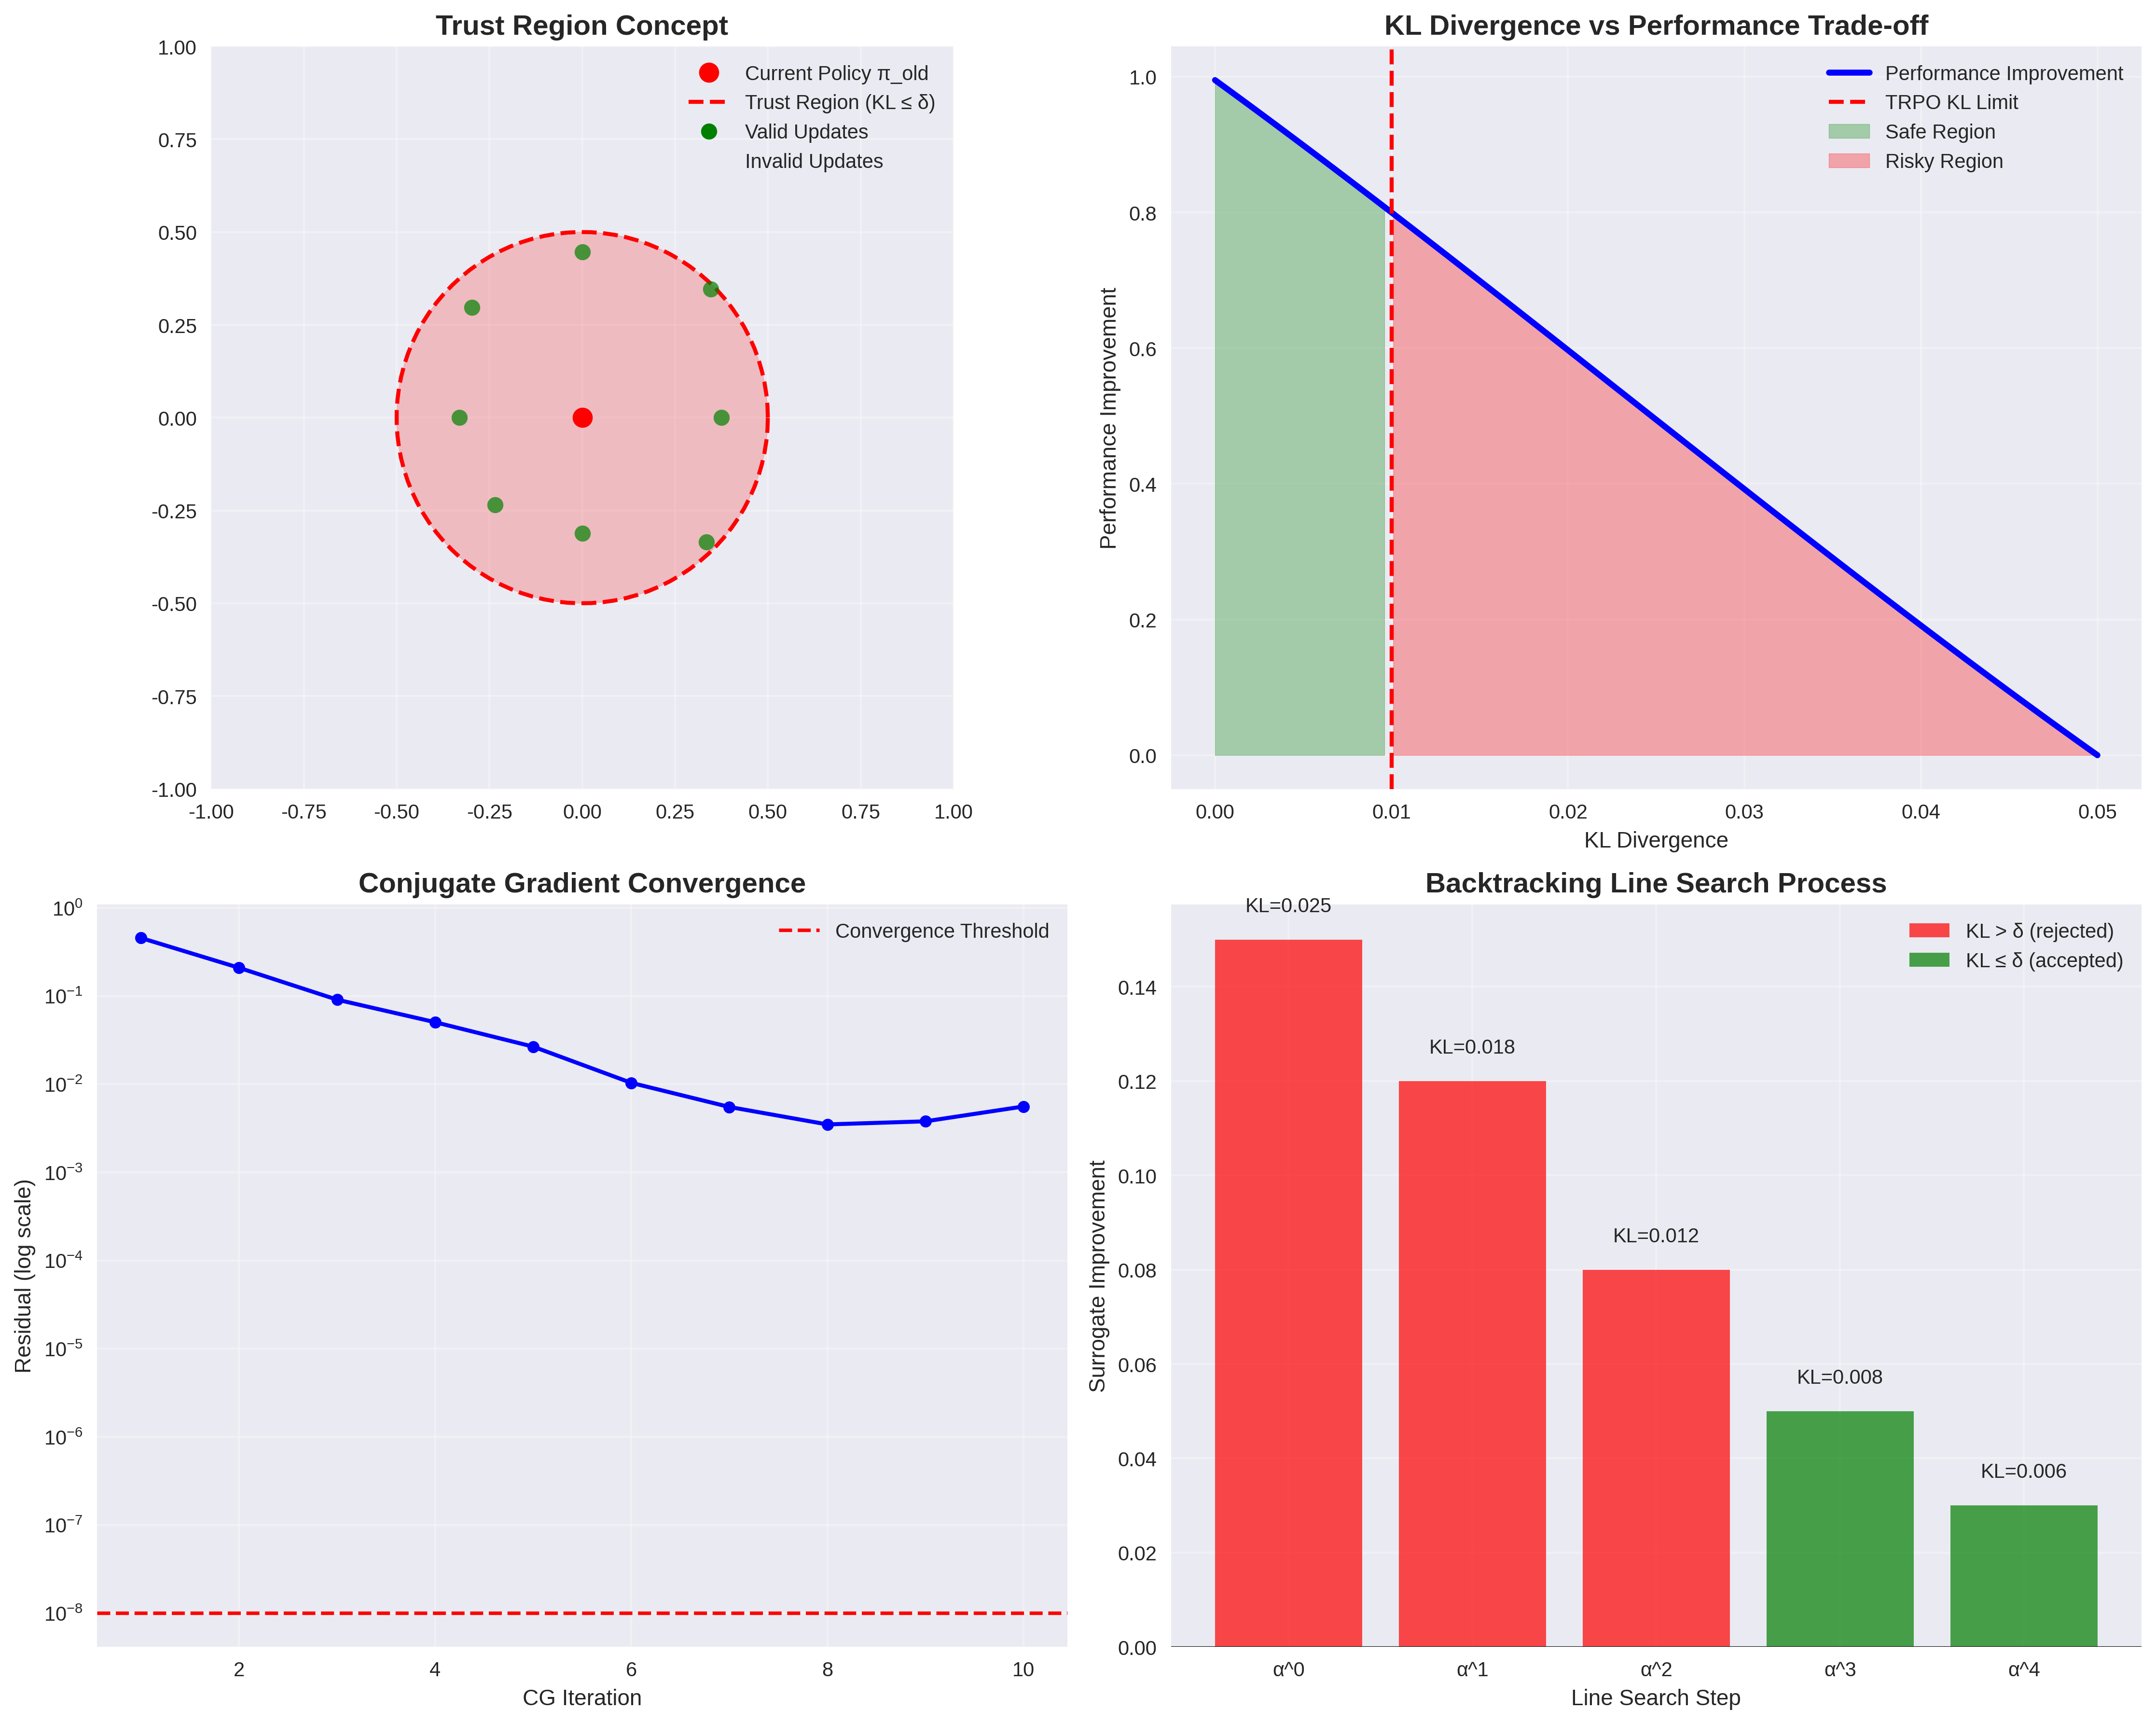 Trust Region Concept
1.00
0.75
0.50
0.25
0.00
-0.25
-0.50
-0.75
-1.00
-1.00 -0.75 -0.50 -0.25 0.00 0.25 0.50 0.75 1.00
Current Policy π_old
Trust Region (KL ≤ δ)
Valid Updates
Invalid Updates
KL Divergence vs Performance Trade-off
Performance Improvement
1.0
0.8
0.6
0.4
0.2
0.0
0.00 0.01 0.02 0.03 0.04 0.05
KL Divergence
Performance Improvement
TRPO KL Limit
Safe Region
Risky Region
Conjugate Gradient Convergence
Residual (log scale)
10⁰
10⁻¹
10⁻²
10⁻³
10⁻⁴
10⁻⁵
10⁻⁶
10⁻⁷
10⁻⁸
2 4 6 8 10
CG Iteration
Convergence Threshold
Backtracking Line Search Process
Surrogate Improvement
0.14
0.12
0.10
0.08
0.06
0.04
0.02
0.00
KL=0.025
KL=0.018
KL=0.012
KL=0.008
KL=0.006
α^0 α^1 α^2 α^3 α^4
Line Search Step
KL > δ (rejected)
KL ≤ δ (accepted)